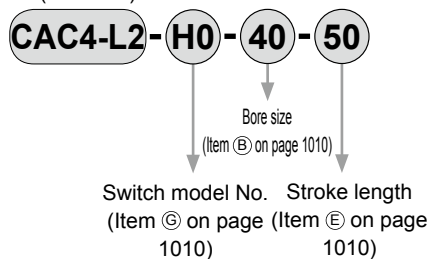 CAC4-L2-H0-40-50
Bore size
(Item Ⓑ on page 1010)
Switch model No. Stroke length
(Item Ⓖ on page (Item Ⓔ on page
1010) 1010)